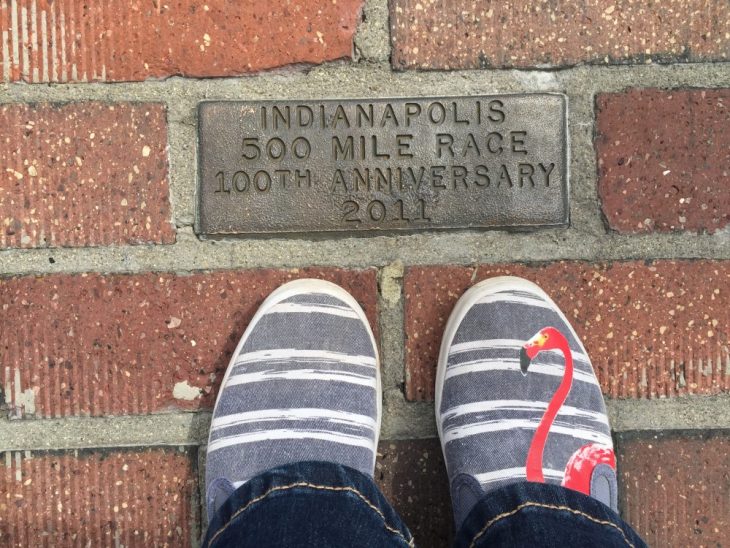 INDIANAPOLIS
500 MILE RACE
100TH ANNIVERSARY
2011